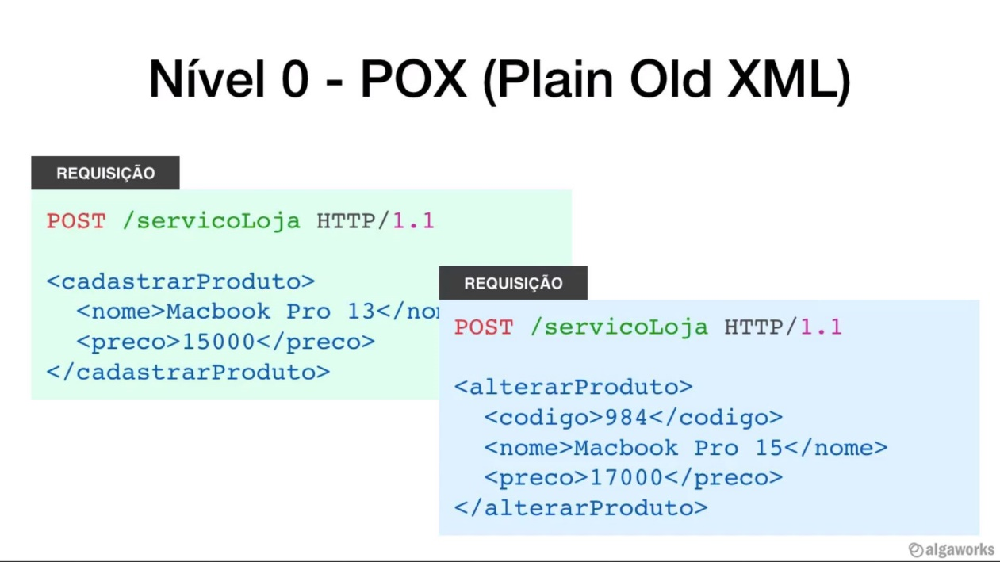 Nível 0 - POX (Plain Old XML)
REQUISIÇÃO
POST /servicoLoja HTTP/1.1
<cadastrarProduto>
<nome>Macbook Pro 13</nom
<preco>15000</preco>
</cadastrarProduto>
REQUISIÇÃO
POST /servicoLoja HTTP/1.1
<alterarProduto>
<codigo>984</codigo>
<nome>Macbook Pro 15</nome>
<preco>17000</preco>
</alterarProduto>
algaworks